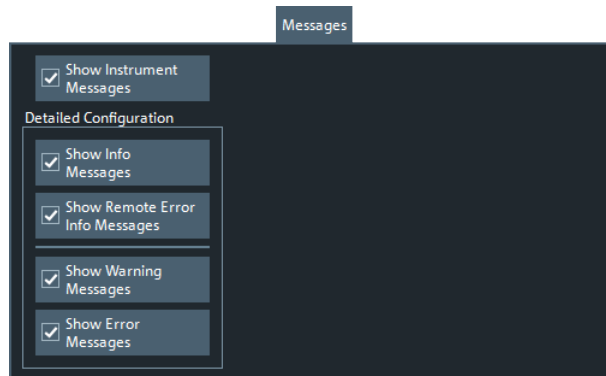 Messages
Show Instrument
Messages
Detailed Configuration
Show Info
Messages
Show Remote Error
Info Messages
Show Warning
Messages
Show Error
Messages